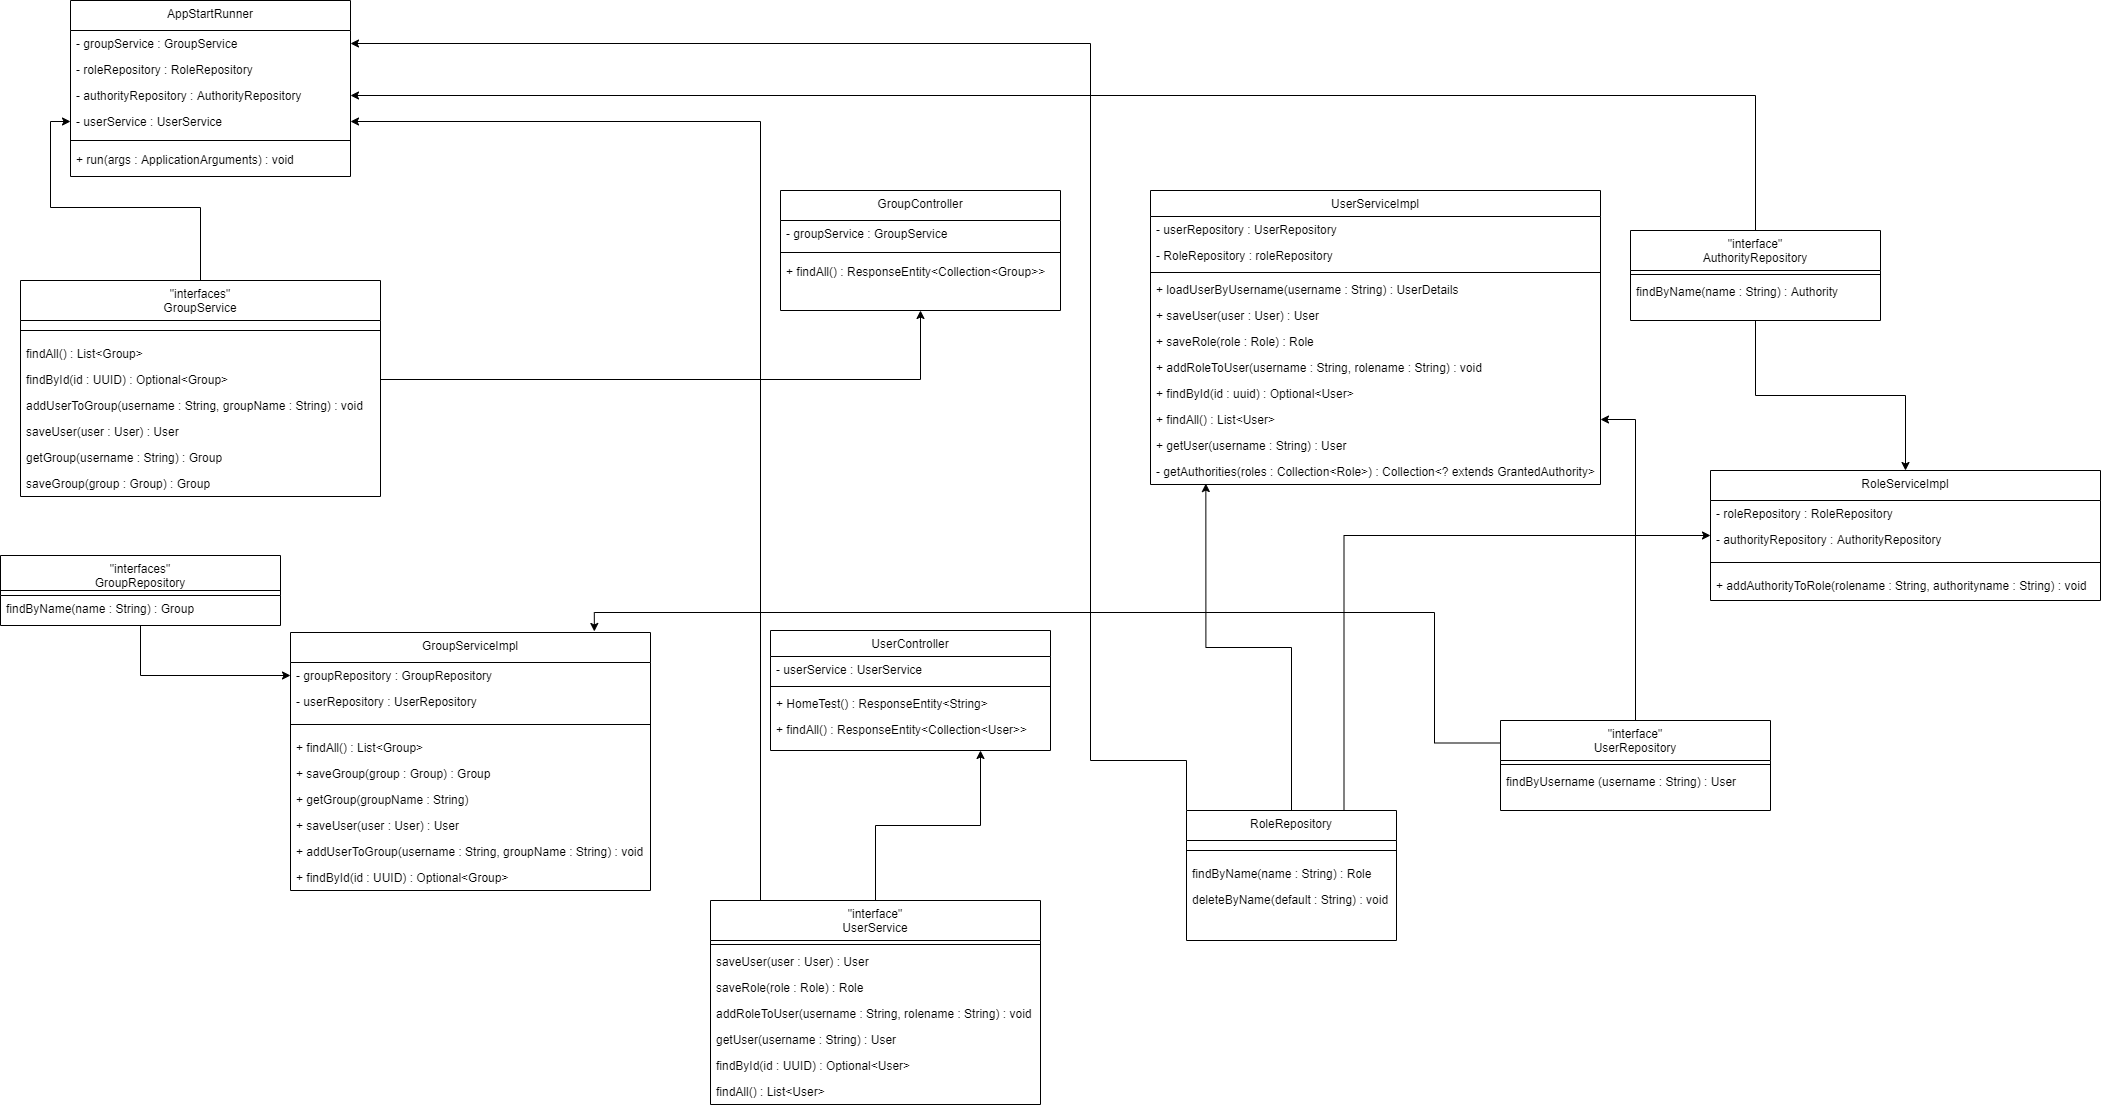 AppStartRunner
- groupService : GroupService
- roleRepository : RoleRepository
- authorityRepository : AuthorityRepository
- userService : UserService
+ run(args : ApplicationArguments) : void
"interfaces"
GroupService
findAll() : List<Group>
findById(id : UUID) : Optional<Group>
addUserToGroup(username : String, groupName : String) : void
saveUser(user : User) : User
getGroup(username : String) : Group
saveGroup(group : Group) : Group
GroupController
- groupService : GroupService
+ findAll() : ResponseEntity<Collection<Group>>
UserServiceImpl
- userRepository : UserRepository
- RoleRepository : roleRepository
+ loadUserByUsername(username : String) : UserDetails
+ saveUser(user : User) : User
+ saveRole(role : Role) : Role
+ addRoleToUser(username : String, rolename : String) : void
+ findById(id : uuid) : Optional<User>
+ findAll() : List<User>
+ getUser(username : String) : User
- getAuthorities(roles : Collection<Role>) : Collection<? extends GrantedAuthority>
"interface"
AuthorityRepository
findByName(name : String) : Authority
RoleServiceImpl
- roleRepository : RoleRepository
- authorityRepository : AuthorityRepository
+ addAuthorityToRole(rolename : String, authorityname : String) : void
"interfaces"
GroupRepository
findByName(name : String) : Group
GroupServiceImpl
- groupRepository : GroupRepository
- userRepository : UserRepository
+ findAll() : List<Group>
+ saveGroup(group : Group) : Group
+ getGroup(groupName : String)
+ saveUser(user : User) : User
+ addUserToGroup(username : String, groupName : String) : void
+ findById(id : UUID) : Optional<Group>
UserController
- userService : UserService
+ HomeTest() : ResponseEntity<String>
+ findAll() : ResponseEntity<Collection<User>>
"interface"
UserRepository
findByUsername (username : String) : User
RoleRepository
findByName(name : String) : Role
deleteByName(default : String) : void
"interface"
UserService
saveUser(user : User) : User
saveRole(role : Role) : Role
addRoleToUser(username : String, rolename : String) : void
getUser(username : String) : User
findById(id : UUID) : Optional<User>
findAll() : List<User>